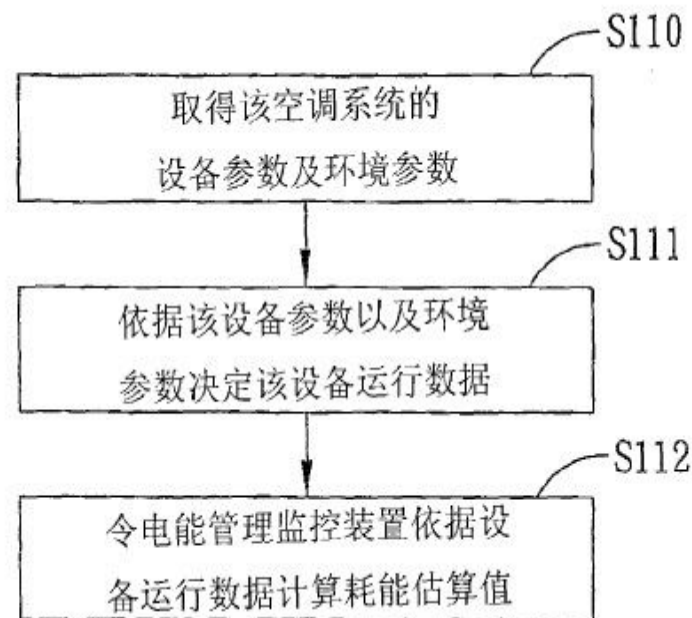 S110
取得该空调系统的
设备参数及环境参数
S111
依据该设备参数以及环境
参数决定该设备运行数据
S112
令电能管理监控装置依据设
备运行数据计算耗能估算值